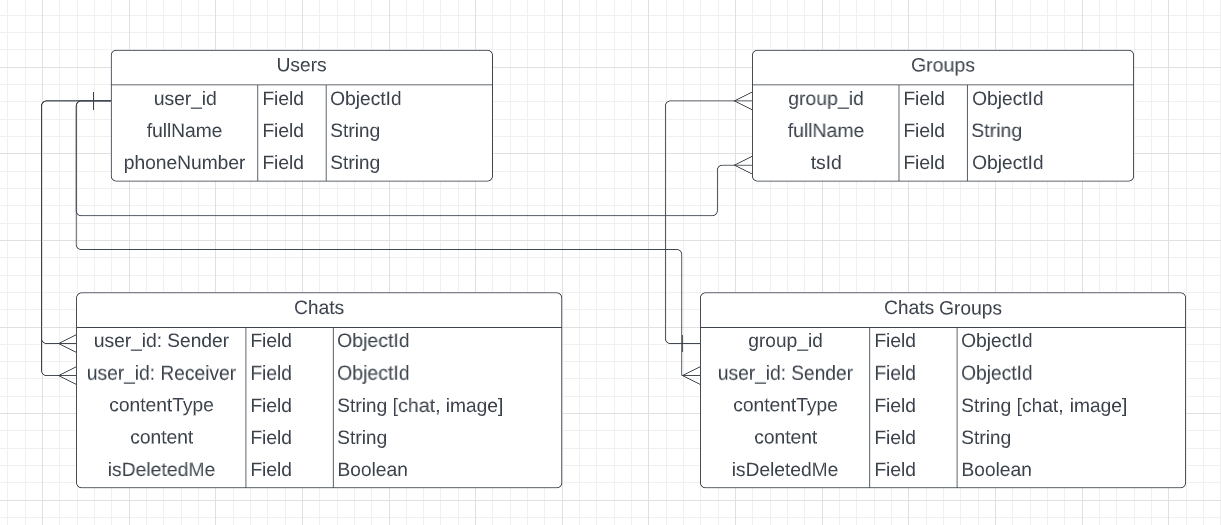 Users
user_id Field ObjectId
fullName Field String
phoneNumber Field String
Groups
group_id Field ObjectId
fullName Field String
tsId Field ObjectId
Chats
user_id: Sender Field ObjectId
user_id: Receiver Field ObjectId
contentType Field String [chat, image]
content Field String
isDeletedMe Field Boolean
Chats Groups
group_id Field ObjectId
user_id: Sender Field ObjectId
contentType Field String [chat, image]
content Field String
isDeletedMe Field Boolean